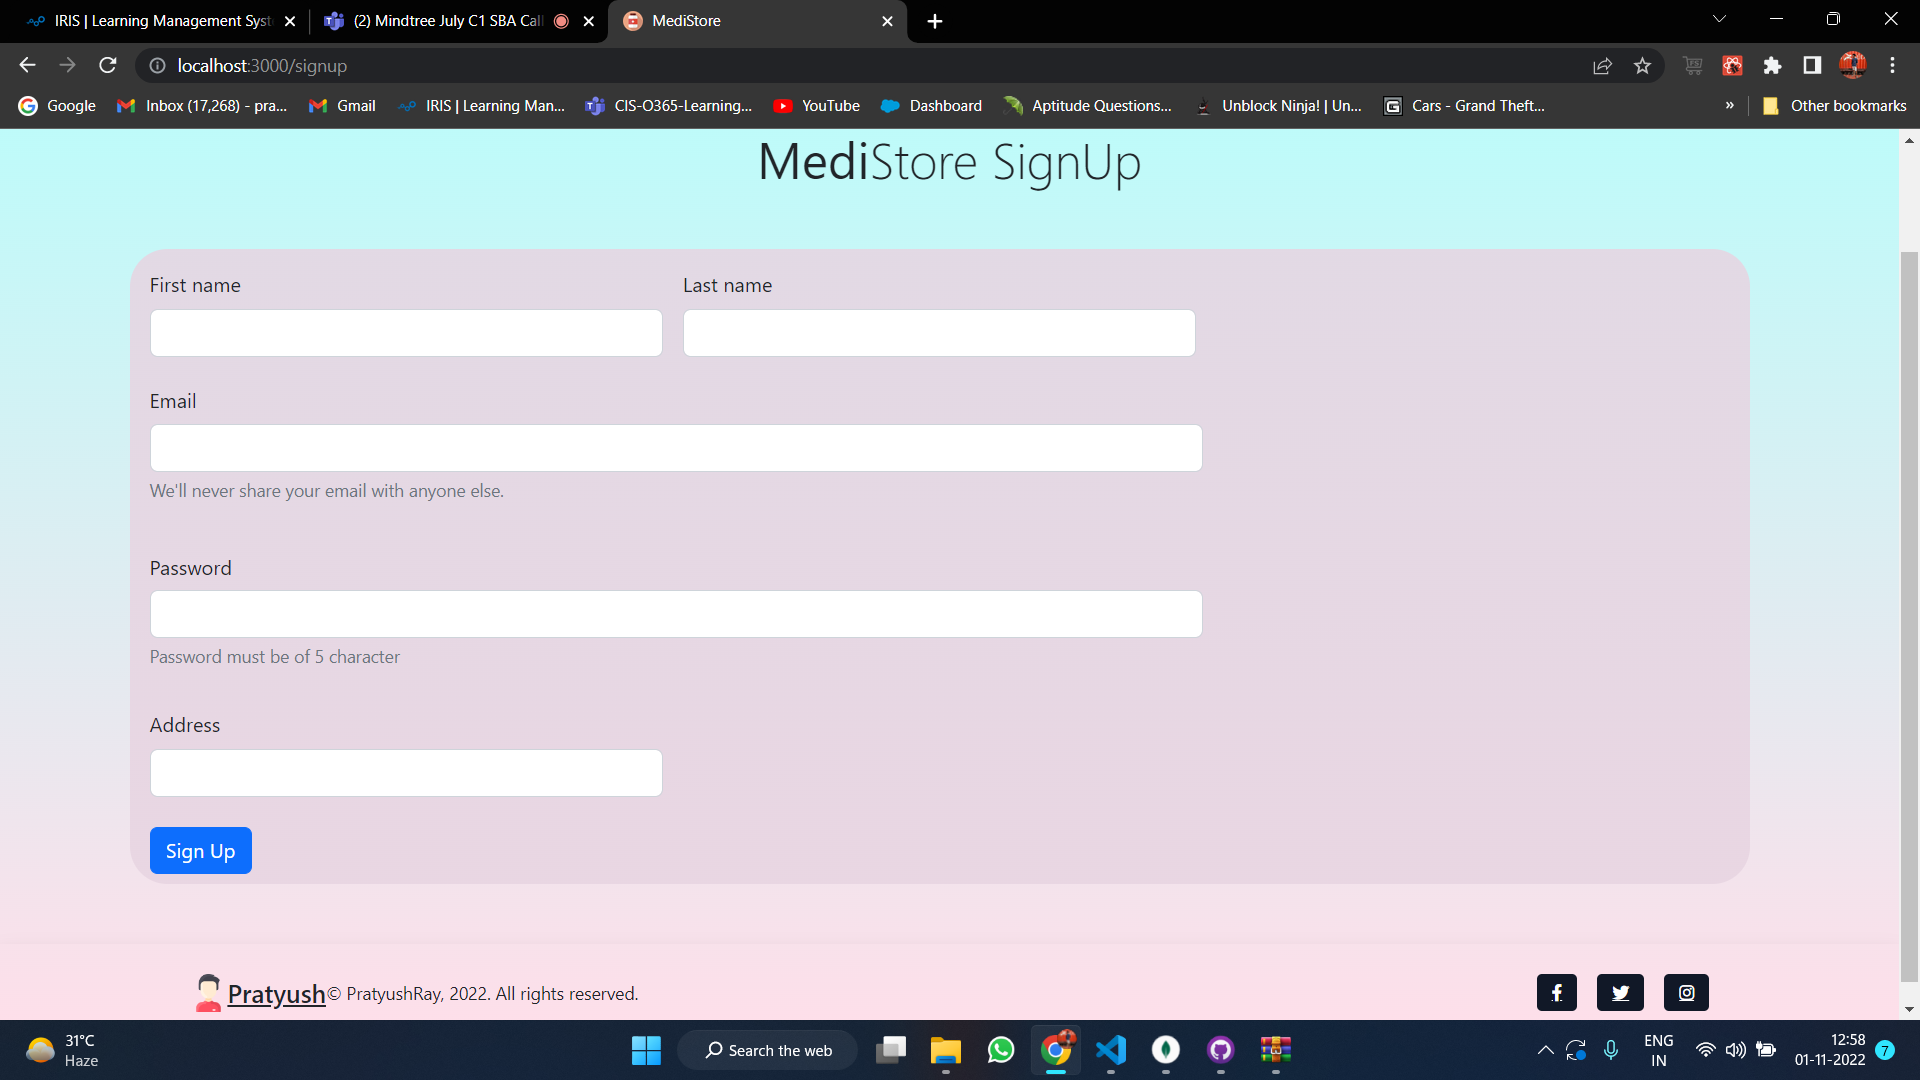 IRIS | Learning Management Syst
(2) Mindtree July C1 SBA Call
MediStore
localhost:3000/signup
Google
Inbox (17,268) - pra...
Gmail
IRIS | Learning Man...
CIS-O365-Learning...
YouTube
Dashboard
Aptitude Questions...
Unblock Ninja! | Un...
Cars - Grand Theft...
»
Other bookmarks
MediStore SignUp
First name
Last name
Email
We'll never share your email with anyone else.
Password
Password must be of 5 character
Address
Sign Up
Pratyush© PratyushRay, 2022. All rights reserved.
31°C
Haze
Search the web
ENG
IN
12:58
01-11-2022
7